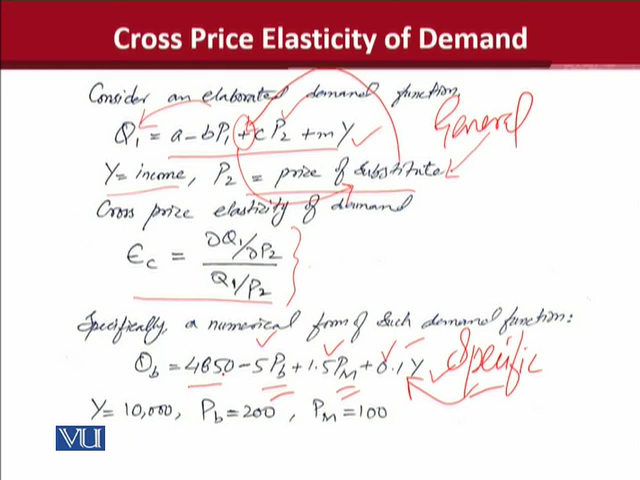 Cross Price Elasticity of Demand
Consider an elaborated demand function,
Q₁ = a - bP₁ + cP₂ + mY
General
Y = income, P₂ = price of substitute
Cross price elasticity of demand
ϵc = ∂Q₁/∂P₂
Q₁/P₂
Specifically, a numerical form of such demand function:
Qb = 4850 - 5Pb + 1.5PM + 0.1Y
Specific
Y = 10,000, Pb = 200, PM = 100
VU